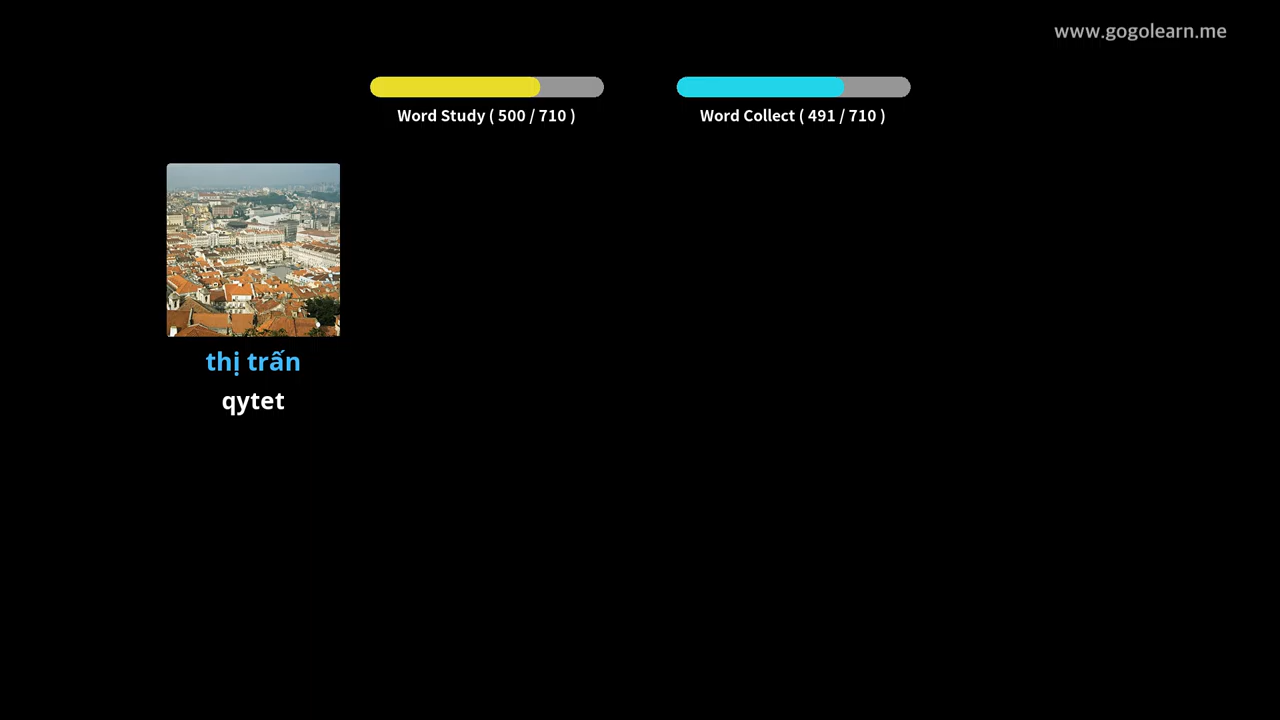 www.gogolearn.me
Word Study ( 500 / 710 )
Word Collect ( 491 / 710 )
thị trấn
qytet